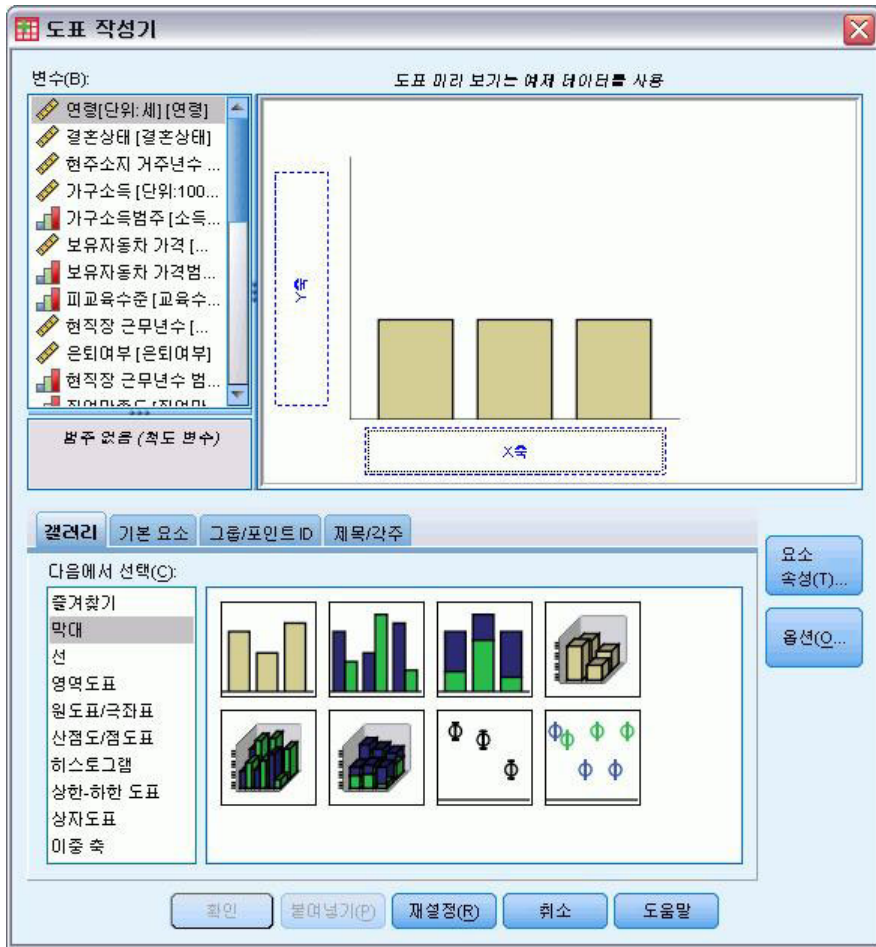 도표 작성기
변수(B):
도표 미리 보기는 예제 데이터를 사용
연령[단위:세] [연령]
결혼상태 [결혼상태]
현주소지 거주년수 ...
가구소득 [단위:100...
가구소득범주 [소득...
보유자동차 가격 [...
보유자동차 가격범...
피교육수준 [교육수...
현직장 근무년수 [...
은퇴여부 [은퇴여부]
현직장 근무년수 범...
직업만족도 [직업만...
범주 없음 (척도 변수)
Y축
X축
갤러리
기본 요소
그룹/포인트 ID
제목/각주
다음에서 선택(C):
즐겨찾기
막대
선
영역도표
원도표/극좌표
산점도/점도표
히스토그램
상한-하한 도표
상자도표
이중 축
요소
속성(T)...
옵션(O...
확인
붙여넣기(P)
재설정(R)
취소
도움말